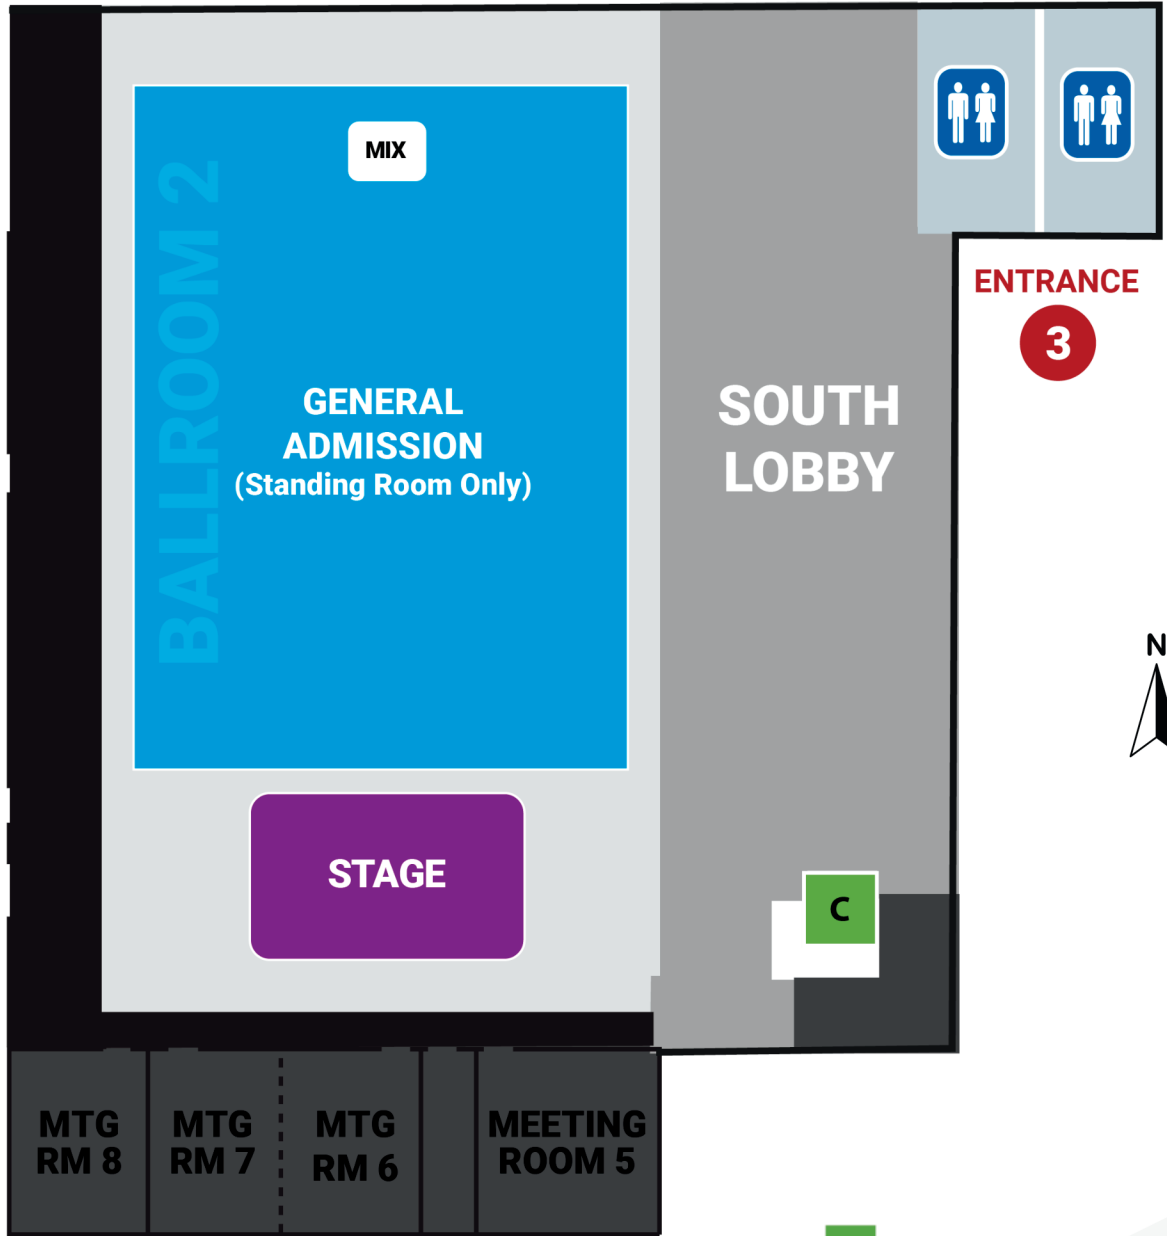 MIX
BALLROOM 2
ENTRANCE
3
GENERAL
ADMISSION
(Standing Room Only)
SOUTH
LOBBY
N
STAGE
C
MTG
RM 8
MTG
RM 7
MTG
RM 6
MEETING
ROOM 5